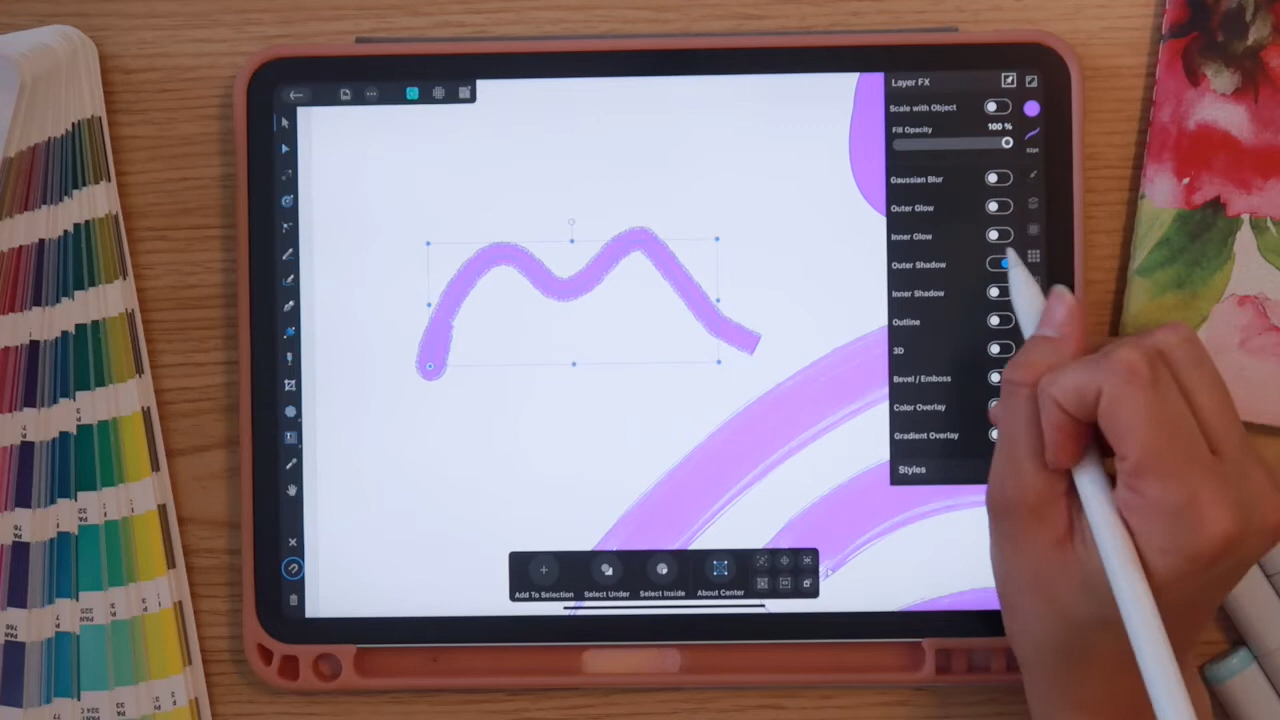 Layer FX
Scale with Object
Fill Opacity 100 %
Gaussian Blur
Outer Glow
Inner Glow
Outer Shadow
Inner Shadow
Outline
3D
Bevel / Emboss
Color Overlay
Gradient Overlay
Styles
Add To Selection
Select Under
Select Inside
About Center